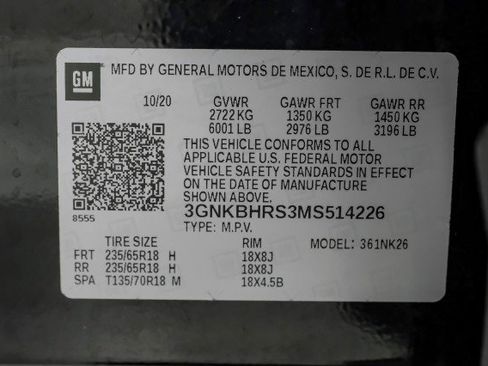 GM
MFD BY GENERAL MOTORS DE MEXICO, S. DE R.L. DE C.V.
10/20 GVWR GAWR FRT GAWR RR
2722 KG 1350 KG 1450 KG
6001 LB 2976 LB 3196 LB
THIS VEHICLE CONFORMS TO ALL
APPLICABLE U.S. FEDERAL MOTOR
VEHICLE SAFETY STANDARDS IN EFFECT
ON THE DATE OF MANUFACTURE
SHOWN ABOVE.
8555 3GNKBHRS3MS514226
TYPE: M.P.V.
TIRE SIZE RIM MODEL: 361NK26
FRT 235/65R18 H 18X8J
RR 235/65R18 H 18X8J
SPA T135/70R18 M 18X4.5B